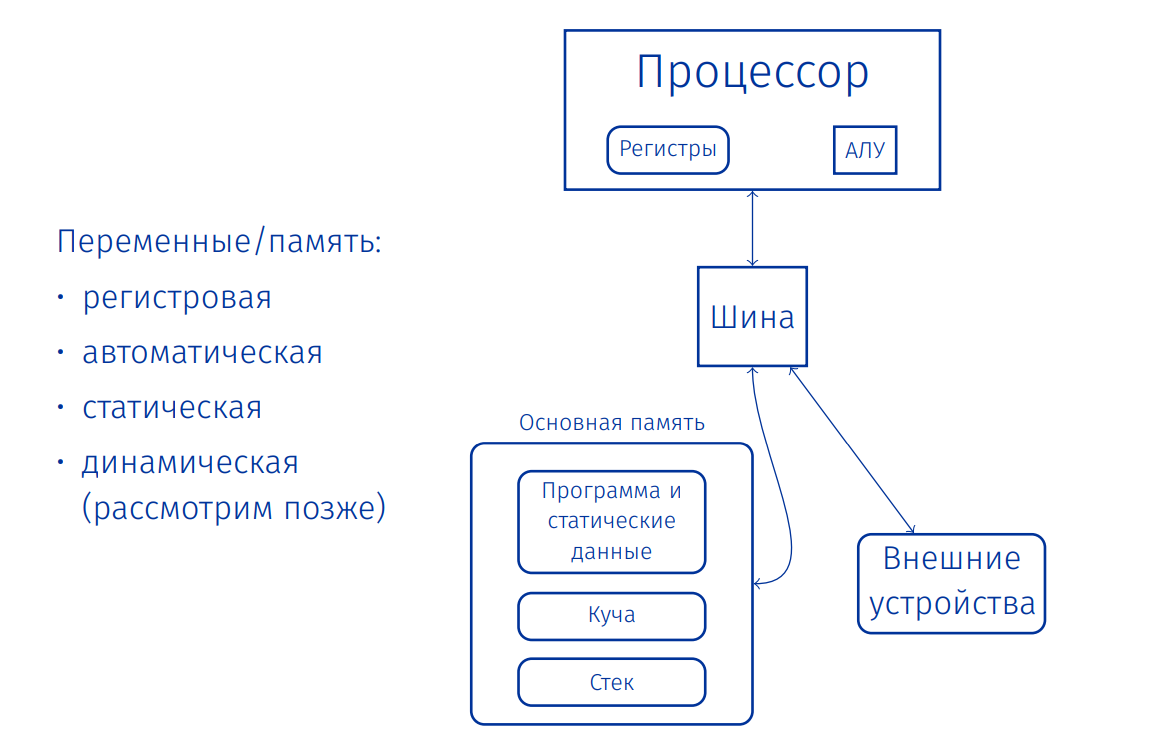 Процессор
Регистры
АЛУ
Переменные/память:
· регистровая
· автоматическая
· статическая
· динамическая
(рассмотрим позже)
Шина
Основная память
Программа и
статические
данные
Куча
Стек
Внешние
устройства